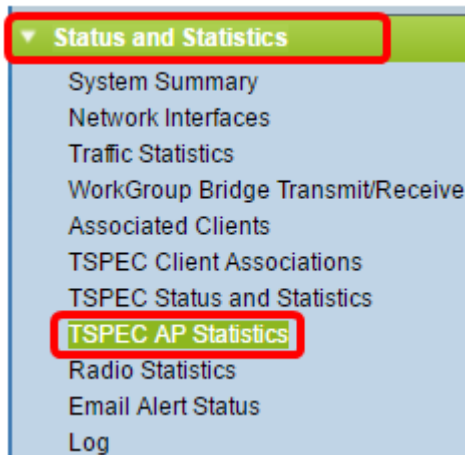 Status and Statistics
System Summary
Network Interfaces
Traffic Statistics
WorkGroup Bridge Transmit/Receive
Associated Clients
TSPEC Client Associations
TSPEC Status and Statistics
TSPEC AP Statistics
Radio Statistics
Email Alert Status
Log